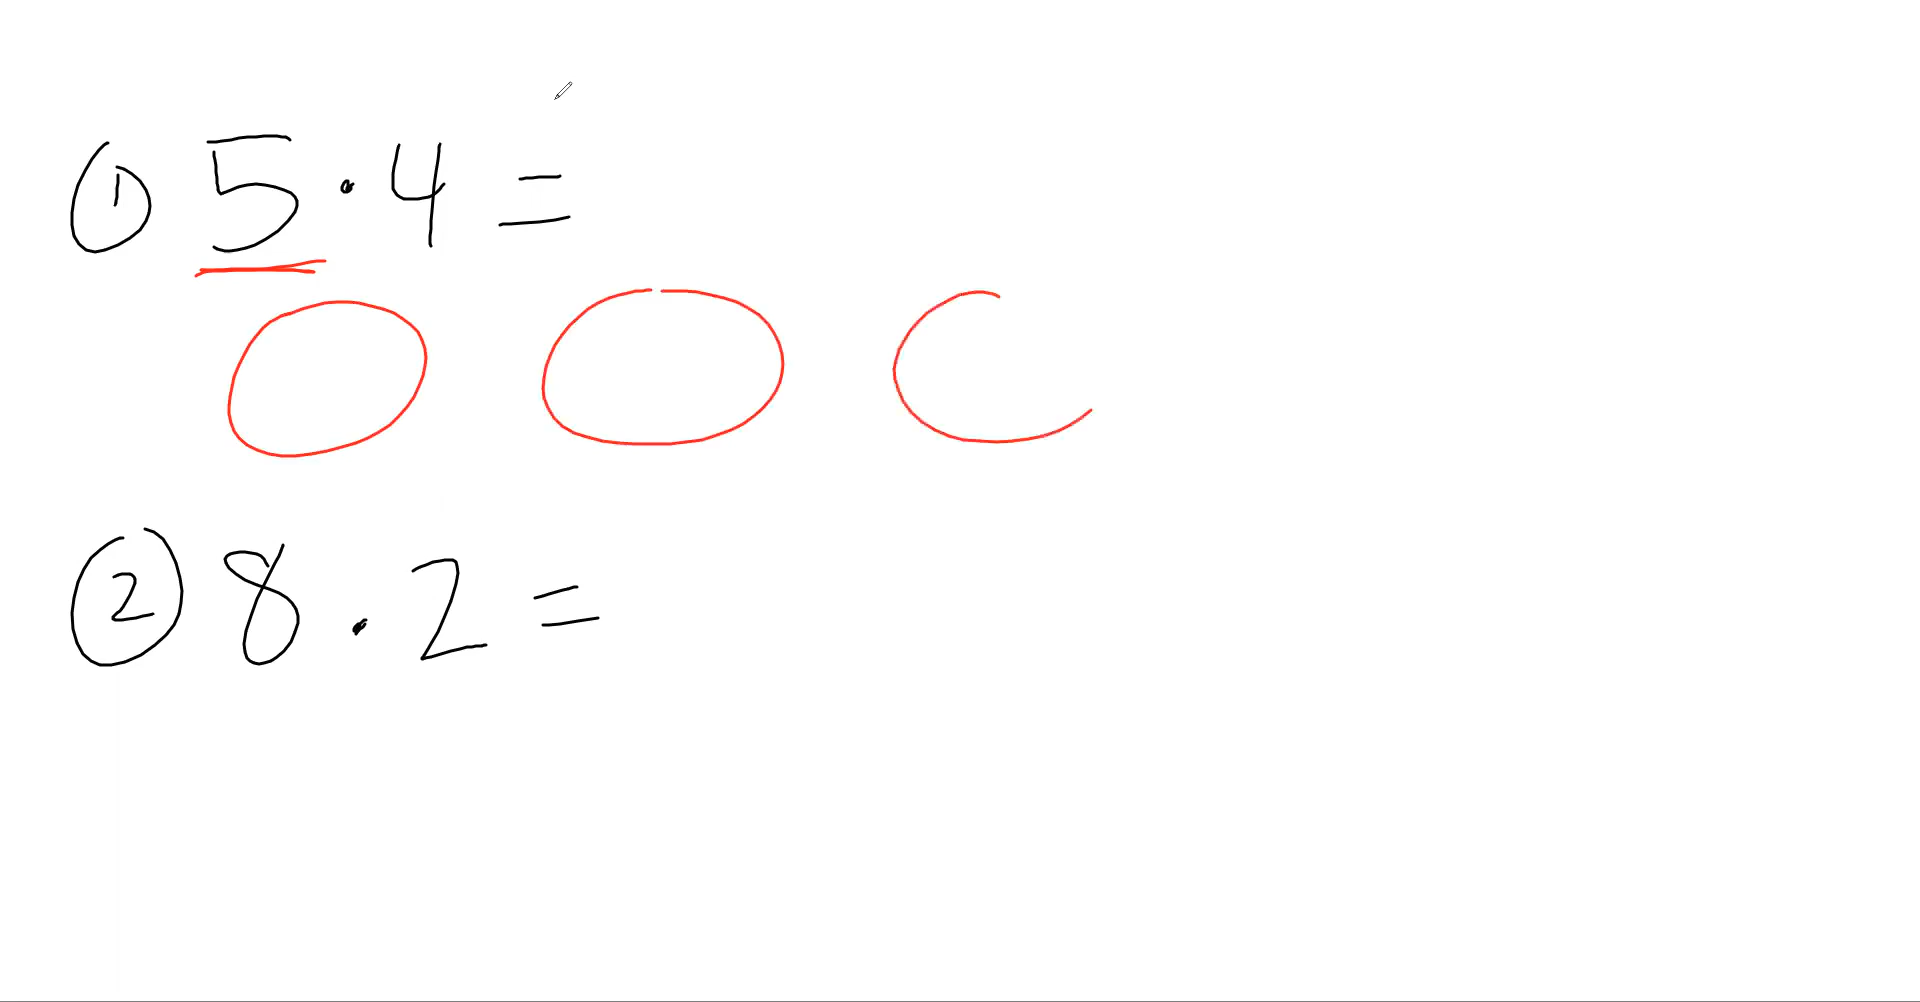 ① 5 · 4 =
② 8 · 2 =